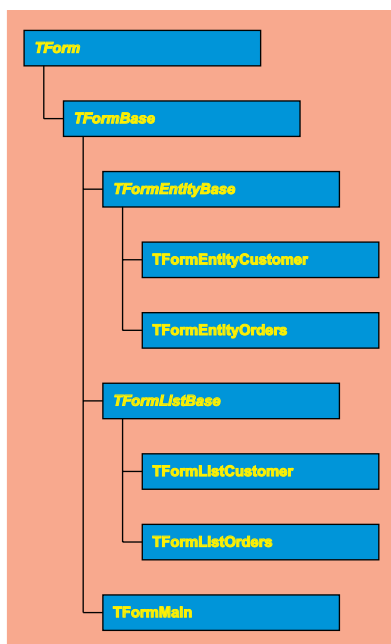 TForm
TFormBase
TFormEntityBase
TFormEntityCustomer
TFormEntityOrders
TFormListBase
TFormListCustomer
TFormListOrders
TFormMain